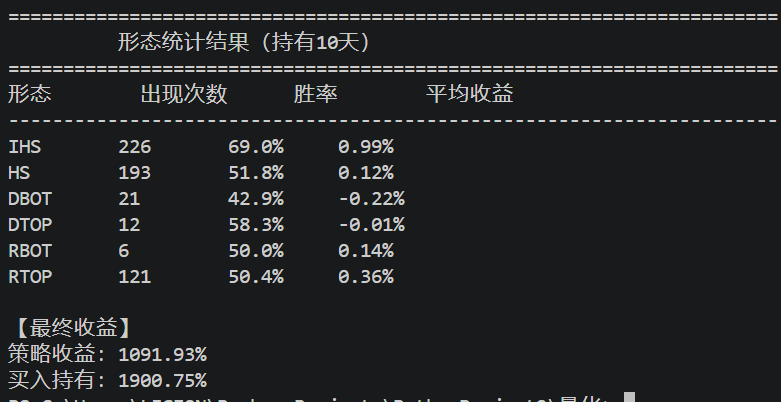 ======================================================================
形态统计结果（持有10天）
======================================================================
形态 出现次数 胜率 平均收益
----------------------------------------------------------------------
IHS 226 69.0% 0.99%
HS 193 51.8% 0.12%
DBOT 21 42.9% -0.22%
DTOP 12 58.3% -0.01%
RBOT 6 50.0% 0.14%
RTOP 121 50.4% 0.36%
【最终收益】
策略收益: 1091.93%
买入持有: 1900.75%